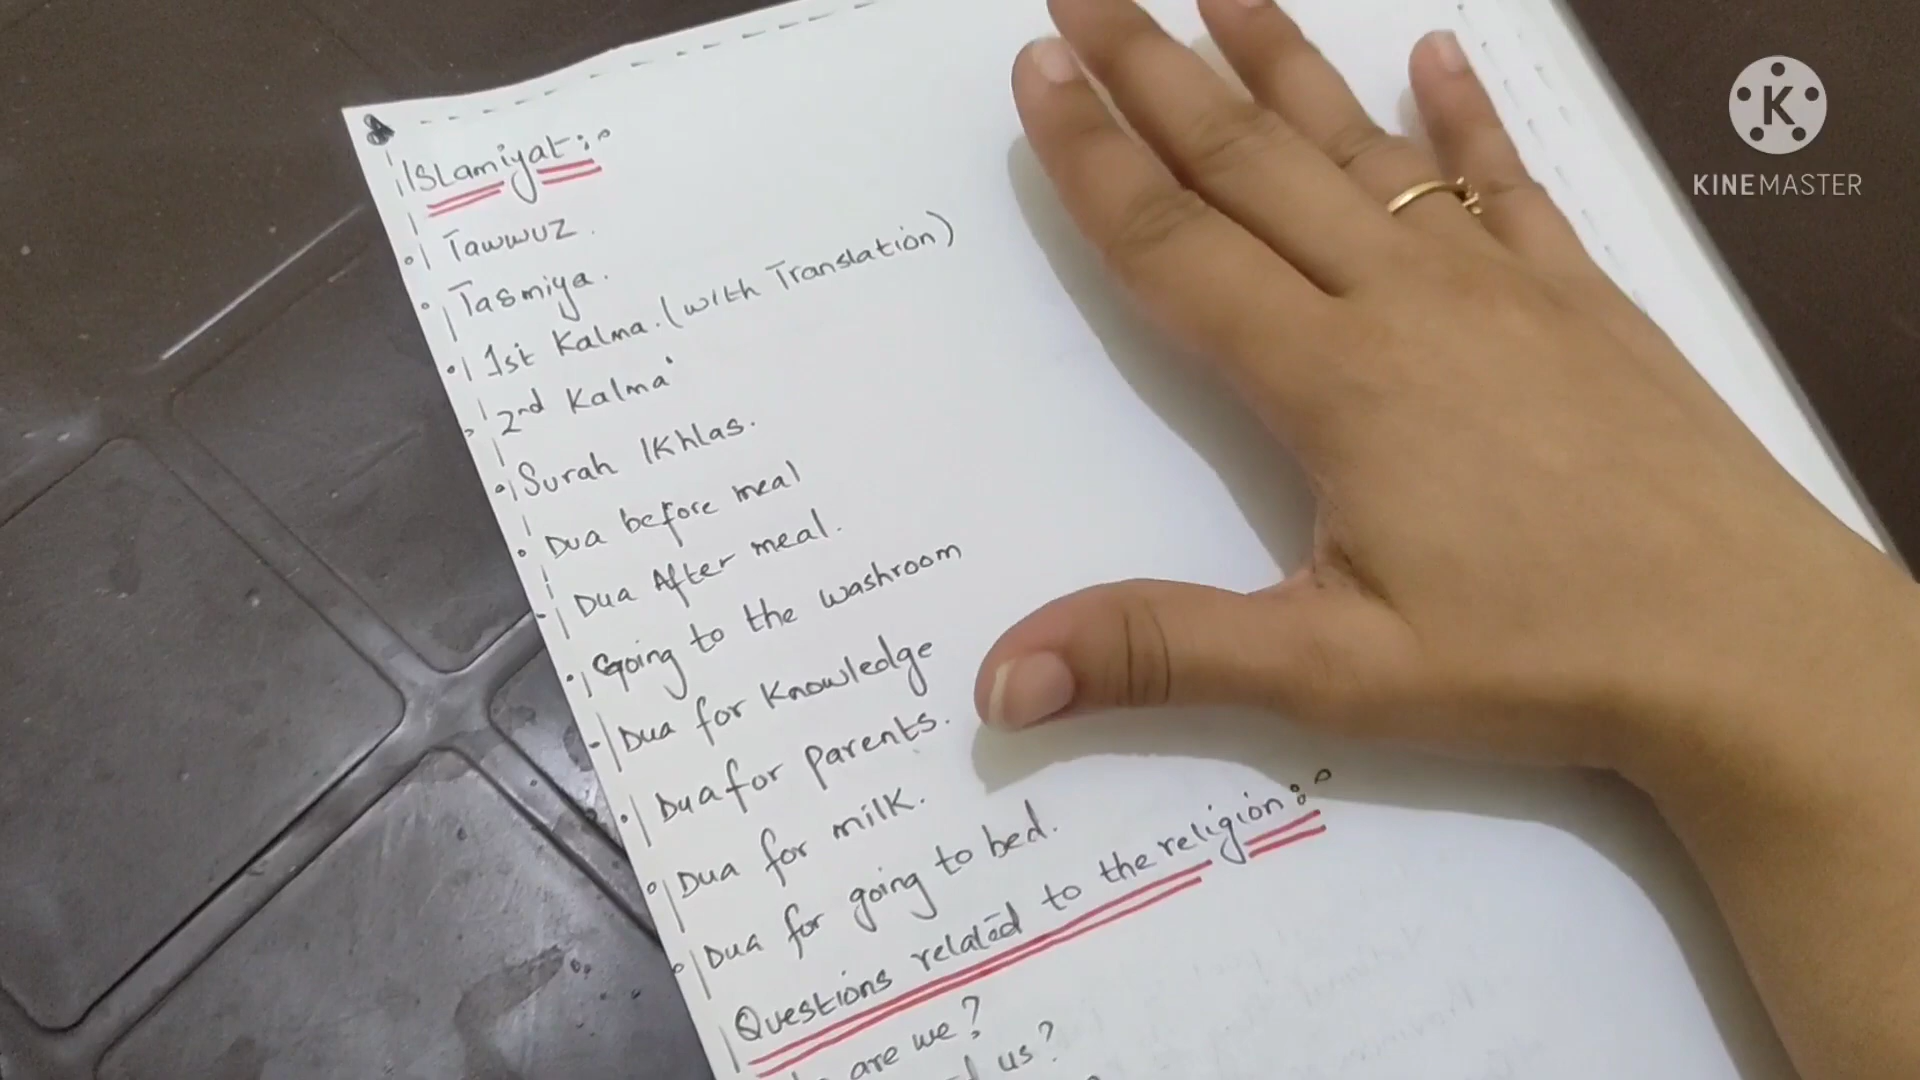 Islamiyat:-
Tawwuz.
Tasmiya.
1st Kalma. (with Translation)
2nd Kalma.
Surah Ikhlas.
Dua before meal
Dua After meal.
Going to the washroom
Dua for Knowledge
Dua for parents.
Dua for milk.
Dua for going to bed.
Questions related to the religion:-
are we?
us?
K
KINEMASTER